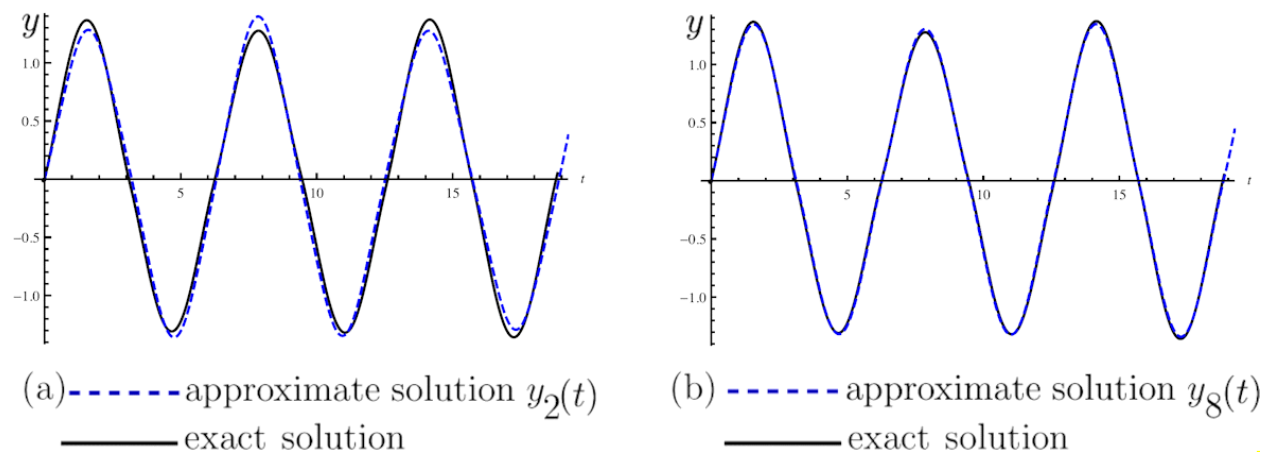 y
1.0
0.5
−0.5
−1.0
5
10
15
t
(a) approximate solution y₂(t)
exact solution
y
1.0
0.5
−0.5
−1.0
5
10
15
t
(b) approximate solution y₈(t)
exact solution